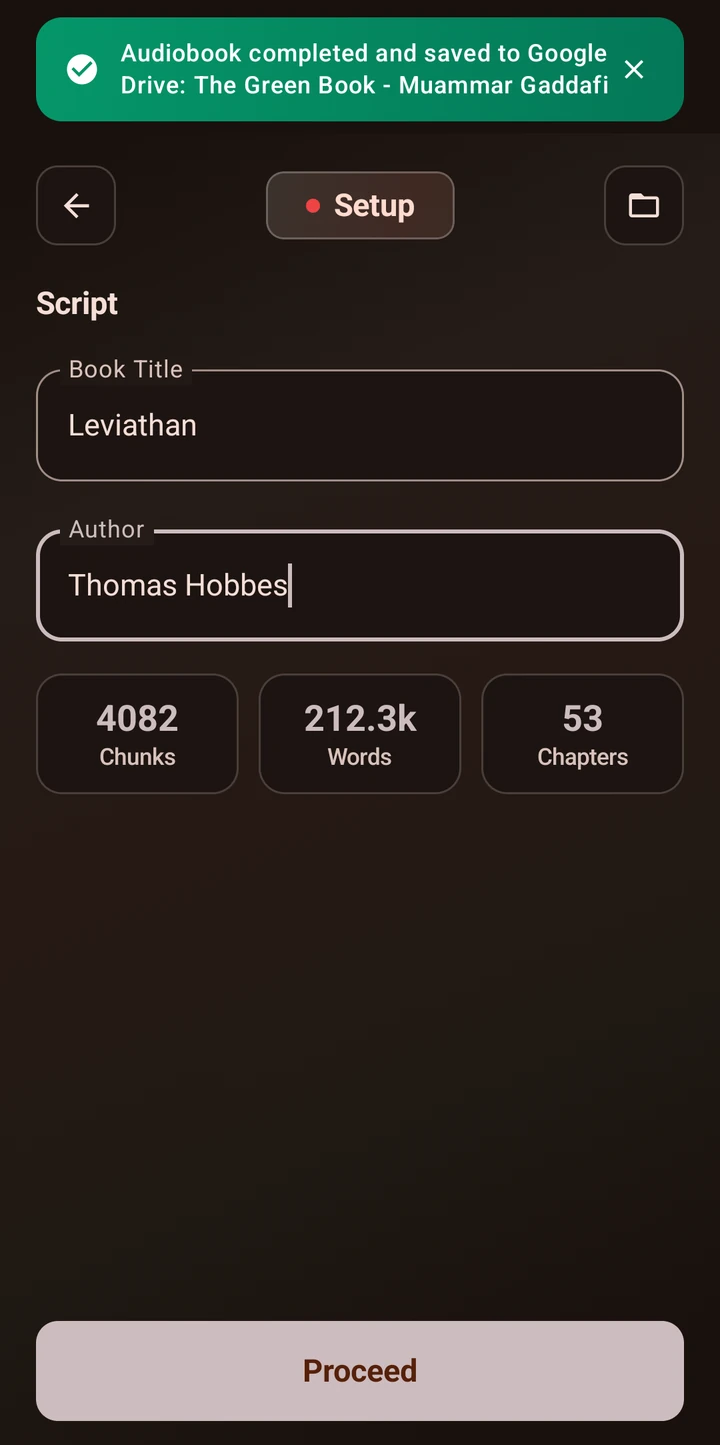 Audiobook completed and saved to Google
Drive: The Green Book - Muammar Gaddafi
Setup
Script
Book Title
Leviathan
Author
Thomas Hobbes
4082
Chunks
212.3k
Words
53
Chapters
Proceed